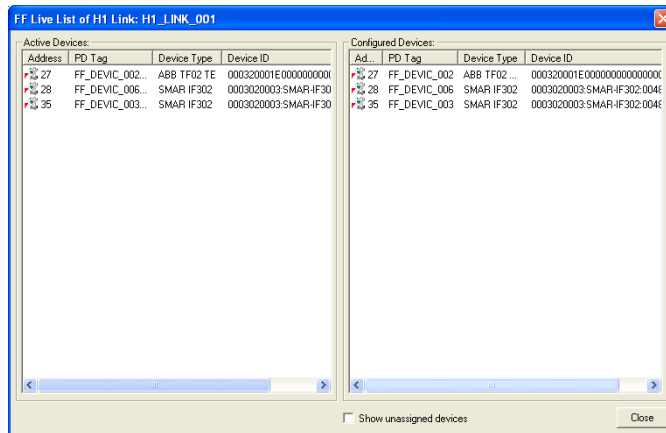 FF Live List of H1 Link: H1_LINK_001
Active Devices:
Address PD Tag Device Type Device ID
27 FF_DEVIC_002... ABB TF02 TE 000320001E0000000000
28 FF_DEVIC_006... SMAR IF302 0003020003:SMAR-IF30
35 FF_DEVIC_003... SMAR IF302 0003020003:SMAR-IF30
Configured Devices:
Ad... PD Tag Device Type Device ID
27 FF_DEVIC_002 ABB TF02 ... 000320001E00000000000000
28 FF_DEVIC_006 SMAR IF302 0003020003:SMAR-IF302:0048
35 FF_DEVIC_003 SMAR IF302 0003020003:SMAR-IF302:0048
Show unassigned devices
Close